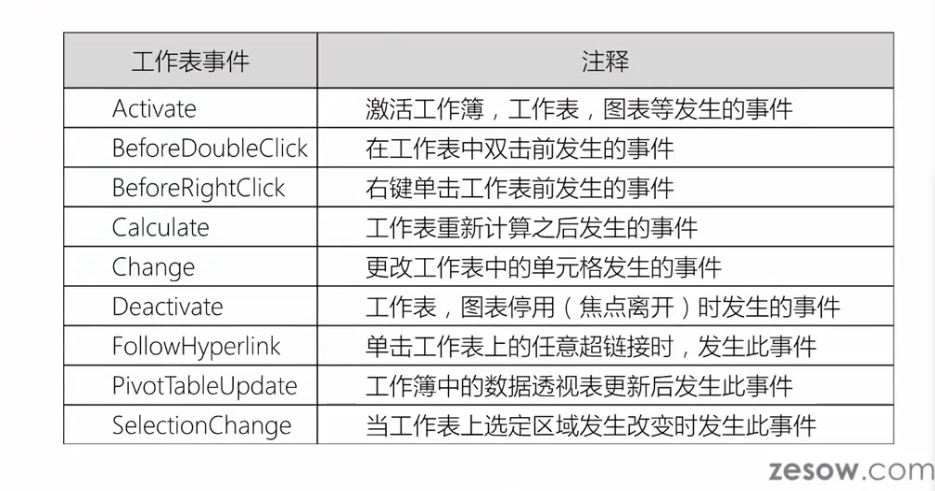 工作表事件 注释
Activate 激活工作簿，工作表，图表等发生的事件
BeforeDoubleClick 在工作表中双击前发生的事件
BeforeRightClick 右键单击工作表前发生的事件
Calculate 工作表重新计算之后发生的事件
Change 更改工作表中的单元格发生的事件
Deactivate 工作表，图表停用（焦点离开）时发生的事件
FollowHyperlink 单击工作表上的任意超链接时，发生此事件
PivotTableUpdate 工作簿中的数据透视表更新后发生此事件
SelectionChange 当工作表上选定区域发生改变时发生此事件
zesow.com